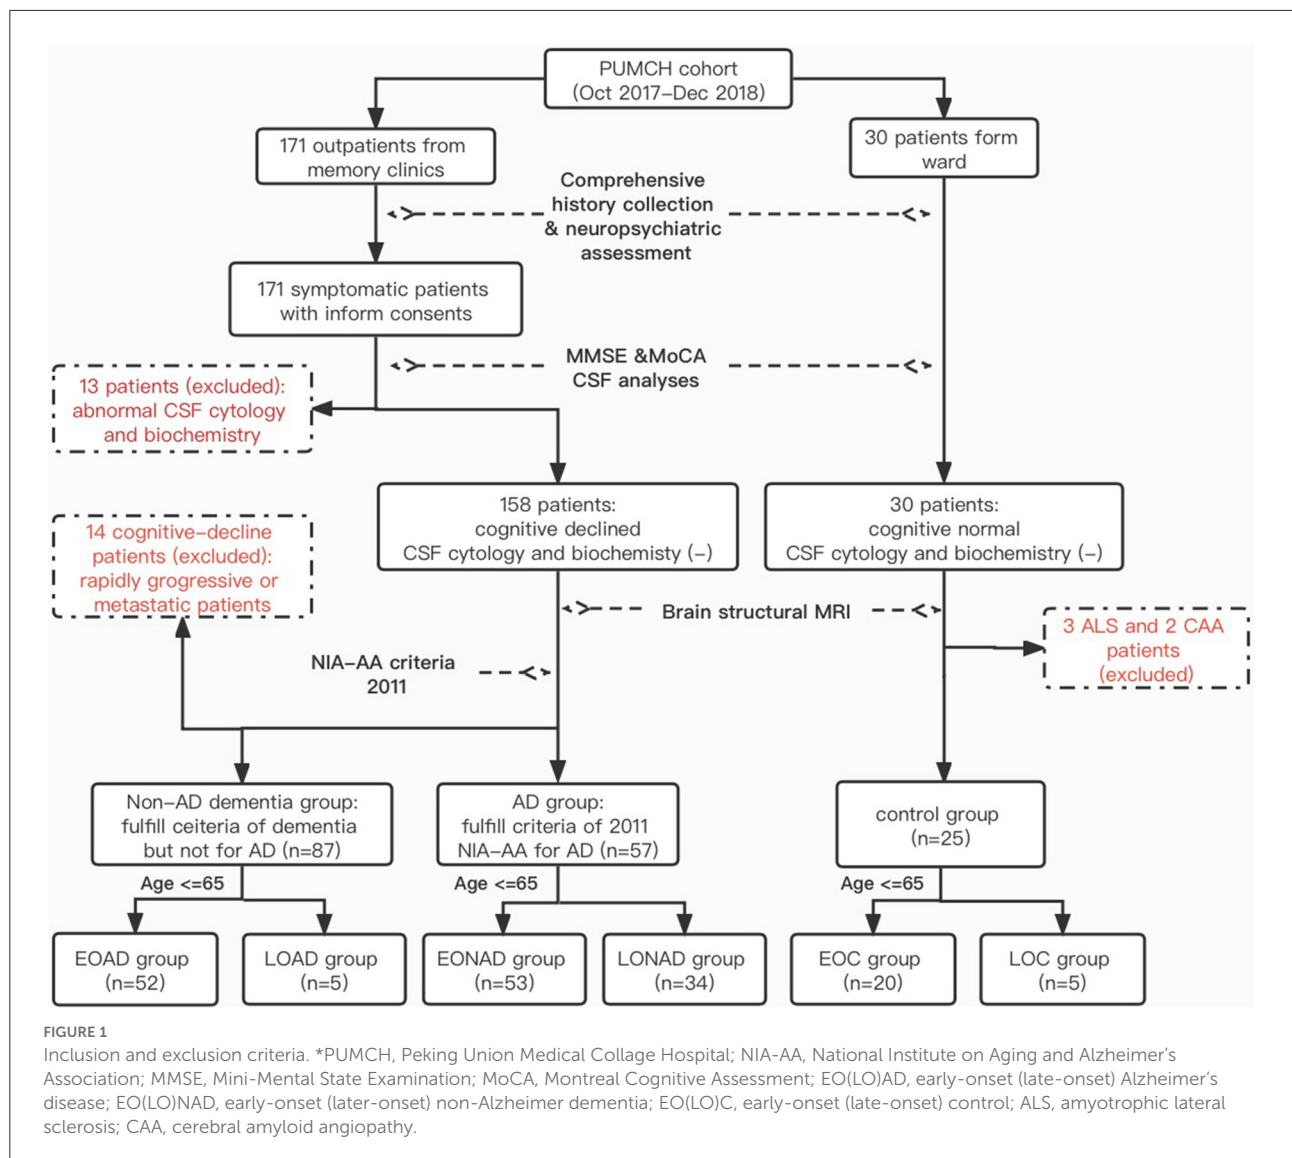 PUMCH cohort
(Oct 2017–Dec 2018)
171 outpatients from
memory clinics
30 patients form
ward
Comprehensive
history collection
& neuropsychiatric
assessment
171 symptomatic patients
with inform consents
MMSE &MoCA
CSF analyses
13 patients (excluded):
abnormal CSF cytology
and biochemistry
158 patients:
cognitive declined
CSF cytology and biochemisty (–)
30 patients:
cognitive normal
CSF cytology and biochemistry (–)
14 cognitive–decline
patients (excluded):
rapidly grogressive or
metastatic patients
Brain structural MRI
3 ALS and 2 CAA
patients
(excluded)
NIA–AA criteria
2011
Non–AD dementia group:
fulfill ceiteria of dementia
but not for AD (n=87)
AD group:
fulfill criteria of 2011
NIA–AA for AD (n=57)
control group
(n=25)
Age <=65
Age <=65
Age <=65
EOAD group
(n=52)
LOAD group
(n=5)
EONAD group
(n=53)
LONAD group
(n=34)
EOC group
(n=20)
LOC group
(n=5)
FIGURE 1
Inclusion and exclusion criteria. *PUMCH, Peking Union Medical Collage Hospital; NIA-AA, National Institute on Aging and Alzheimer's
Association; MMSE, Mini-Mental State Examination; MoCA, Montreal Cognitive Assessment; EO(LO)AD, early-onset (late-onset) Alzheimer's
disease; EO(LO)NAD, early-onset (later-onset) non-Alzheimer dementia; EO(LO)C, early-onset (late-onset) control; ALS, amyotrophic lateral
sclerosis; CAA, cerebral amyloid angiopathy.